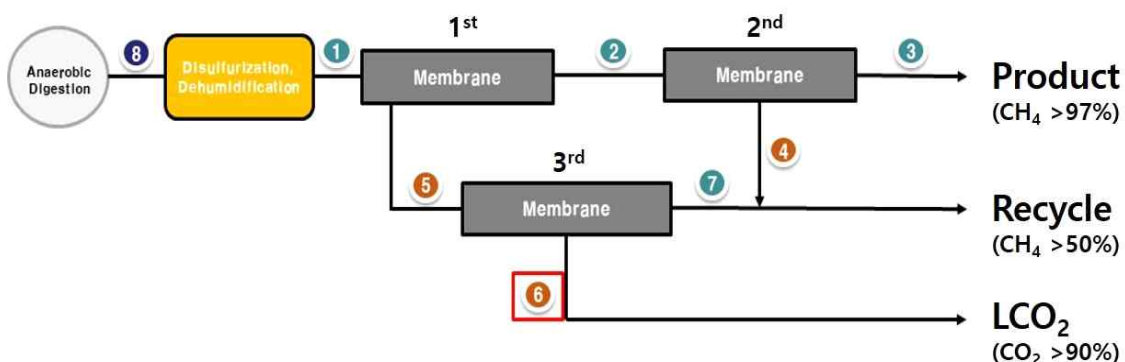 1st
2nd
8
1
2
3
Anaerobic
Digestion
Disulfurization,
Dehumidification
Membrane
Membrane
Product
(CH₄ >97%)
4
3rd
5
7
Membrane
Recycle
(CH₄ >50%)
6
LCO₂
(CO₂ >90%)